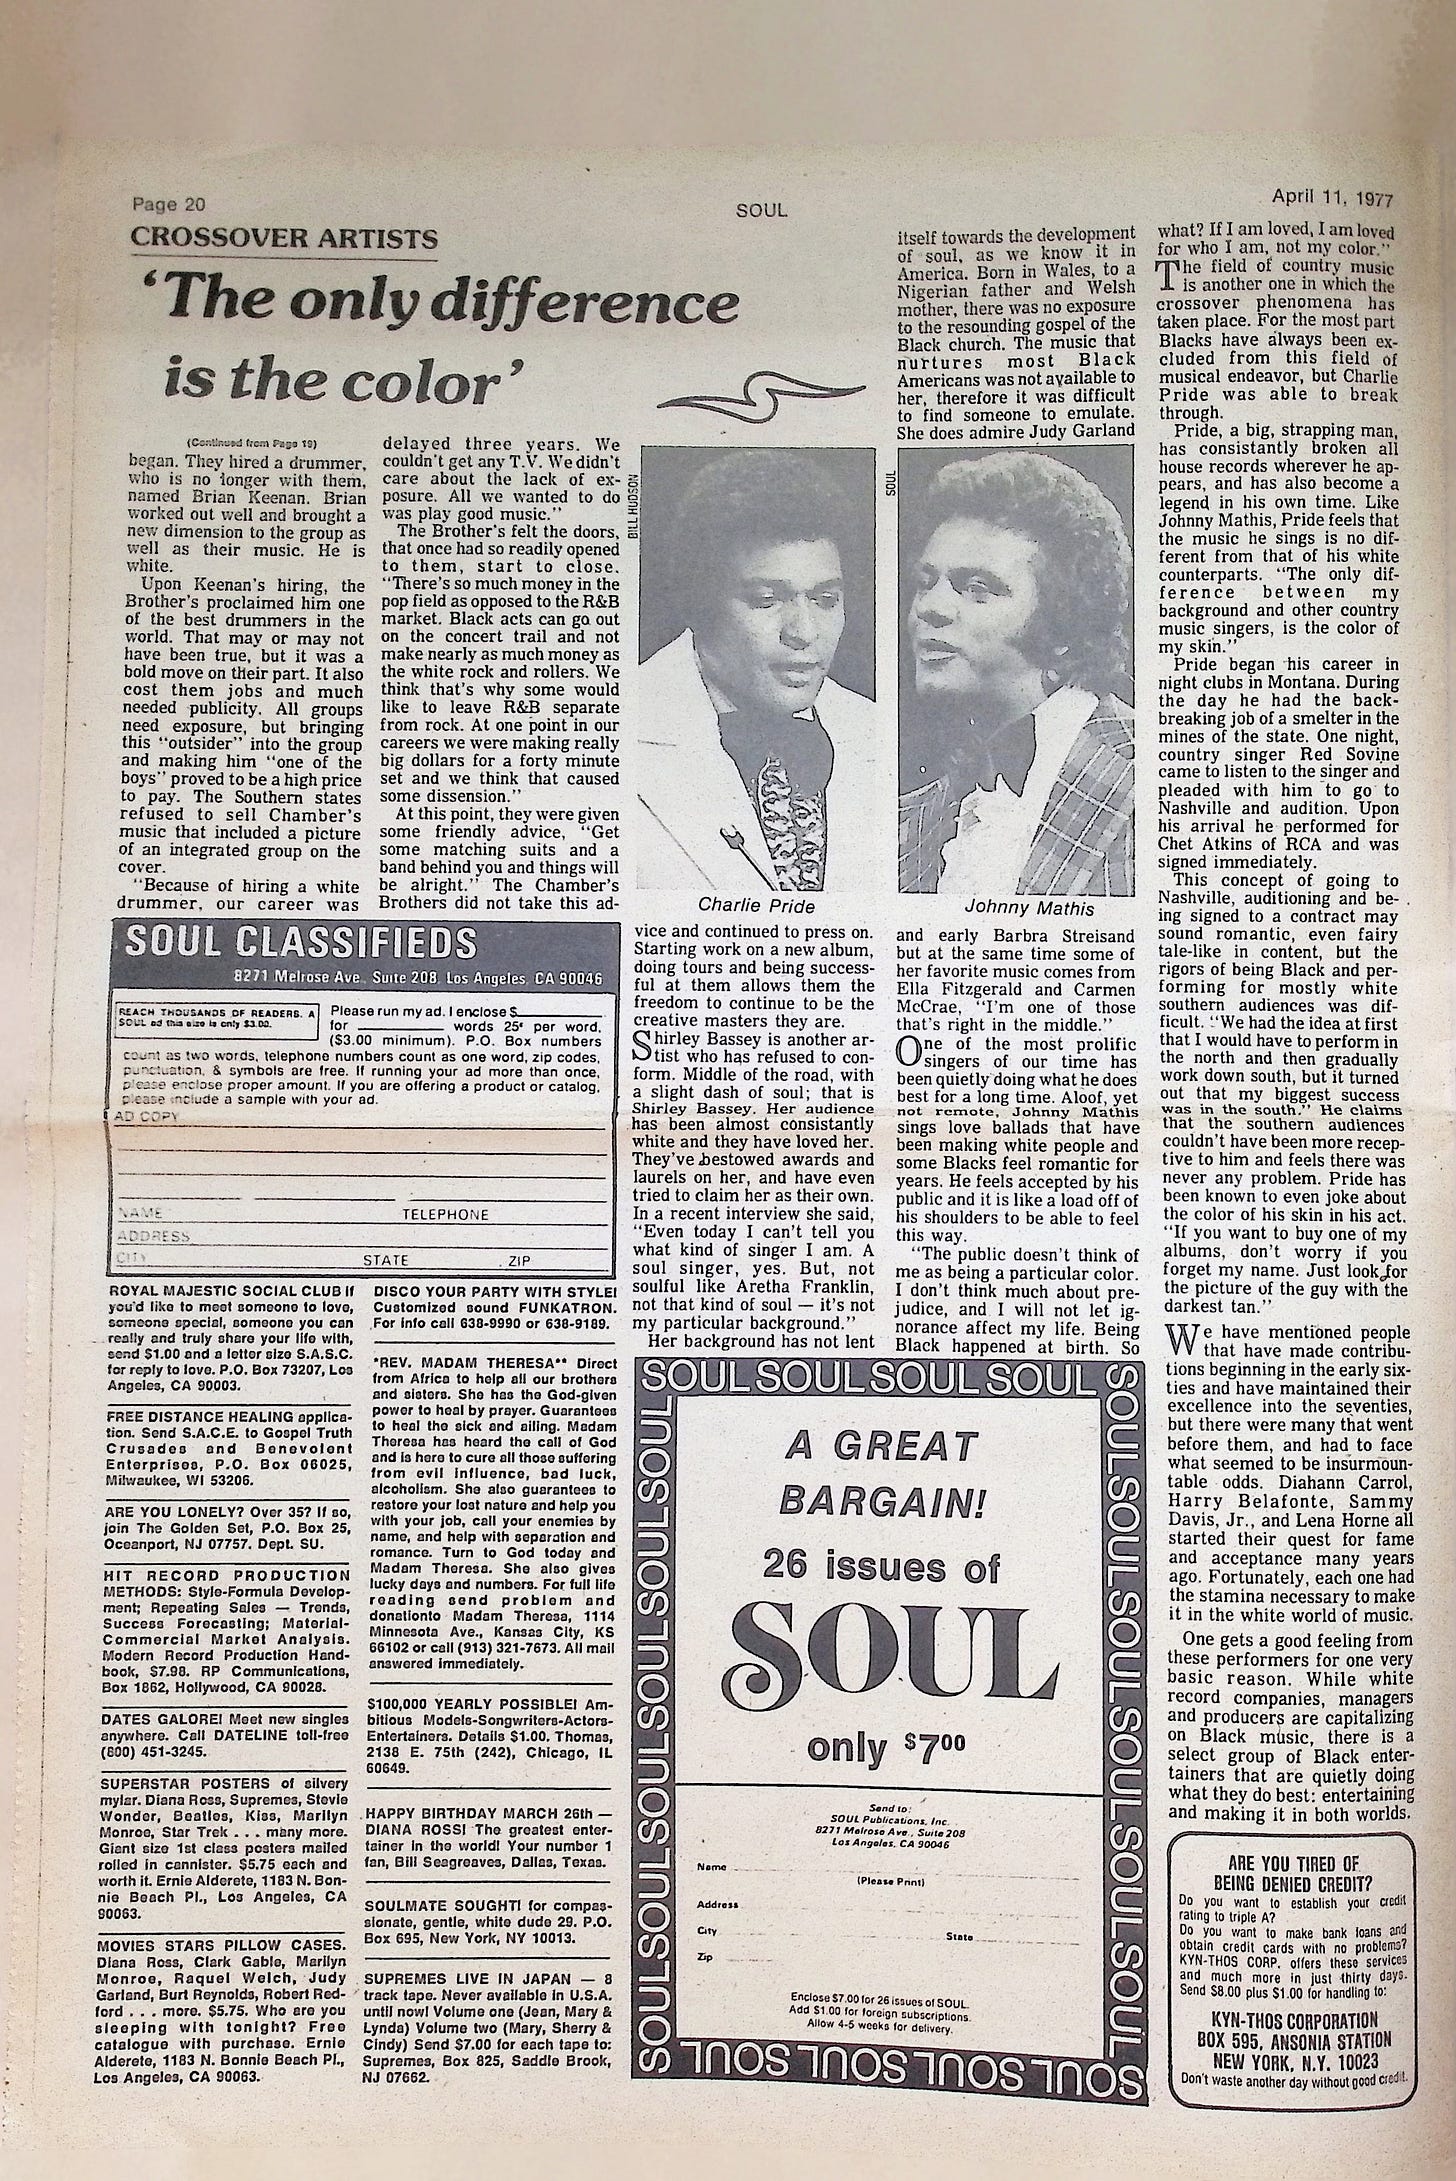 Page 20
SOUL
April 11, 1977
CROSSOVER ARTISTS
‘The only difference
is the color’
(Continued from Page 19)
began. They hired a drummer,
who is no longer with them,
named Brian Keenan. Brian
worked out well and brought a
new dimension to the group as
well as their music. He is
white.
Upon Keenan's hiring, the
Brother's proclaimed him one
of the best drummers in the
world. That may or may not
have been true, but it was a
bold move on their part. It also
cost them jobs and much
needed publicity. All groups
need exposure, but bringing
this "outsider" into the group
and making him "one of the
boys" proved to be a high price
to pay. The Southern states
refused to sell Chamber's
music that included a picture
of an integrated group on the
cover.
"Because of hiring a white
drummer, our career was
delayed three years. We
couldn't get any T.V. We didn't
care about the lack of ex-
posure. All we wanted to do
was play good music."
The Brother's felt the doors,
that once had so readily opened
to them, start to close.
"There's so much money in the
pop field as opposed to the R&B
market. Black acts can go out
on the concert trail and not
make nearly as much money as
the white rock and rollers. We
think that's why some would
like to leave R&B separate
from rock. At one point in our
careers we were making really
big dollars for a forty minute
set and we think that caused
some dissension."
At this point, they were given
some friendly advice, "Get
some matching suits and a
band behind you and things will
be alright." The Chamber's
Brothers did not take this ad-
BILL HUDSON
Charlie Pride
SOUL
Johnny Mathis
vice and continued to press on.
Starting work on a new album,
doing tours and being success-
ful at them allows them the
freedom to continue to be the
creative masters they are.
Shirley Bassey is another ar-
tist who has refused to con-
form. Middle of the road, with
a slight dash of soul; that is
Shirley Bassey. Her audience
has been almost consistantly
white and they have loved her.
They've bestowed awards and
laurels on her, and have even
tried to claim her as their own.
In a recent interview she said,
"Even today I can't tell you
what kind of singer I am. A
soul singer, yes. But, not
soulful like Aretha Franklin,
not that kind of soul — it's not
my particular background."
Her background has not lent
itself towards the development
of soul, as we know it in
America. Born in Wales, to a
Nigerian father and Welsh
mother, there was no exposure
to the resounding gospel of the
Black church. The music that
nurtures most Black
Americans was not available to
her, therefore it was difficult
to find someone to emulate.
She does admire Judy Garland
and early Barbra Streisand
but at the same time some of
her favorite music comes from
Ella Fitzgerald and Carmen
McCrae, "I'm one of those
that's right in the middle."
One of the most prolific
singers of our time has
been quietly doing what he does
best for a long time. Aloof, yet
not remote, Johnny Mathis
sings love ballads that have
been making white people and
some Blacks feel romantic for
years. He feels accepted by his
public and it is like a load off of
his shoulders to be able to feel
this way.
"The public doesn't think of
me as being a particular color.
I don't think much about pre-
judice, and I will not let ig-
norance affect my life. Being
Black happened at birth. So
what? If I am loved, I am loved
for who I am, not my color."
The field of country music
is another one in which the
crossover phenomena has
taken place. For the most part
Blacks have always been ex-
cluded from this field of
musical endeavor, but Charlie
Pride was able to break
through.
Pride, a big, strapping man,
has consistantly broken all
house records wherever he ap-
pears, and has also become a
legend in his own time. Like
Johnny Mathis, Pride feels that
the music he sings is no dif-
ferent from that of his white
counterparts. "The only dif-
ference between my
background and other country
music singers, is the color of
my skin."
Pride began his career in
night clubs in Montana. During
the day he had the back-
breaking job of a smelter in the
mines of the state. One night,
country singer Red Sovine
came to listen to the singer and
pleaded with him to go to
Nashville and audition. Upon
his arrival he performed for
Chet Atkins of RCA and was
signed immediately.
This concept of going to
Nashville, auditioning and be-
ing signed to a contract may
sound romantic, even fairy
tale-like in content, but the
rigors of being Black and per-
forming for mostly white
southern audiences was dif-
ficult. "We had the idea at first
that I would have to perform in
the north and then gradually
work down south, but it turned
out that my biggest success
was in the south." He claims
that the southern audiences
couldn't have been more recep-
tive to him and feels there was
never any problem. Pride has
been known to even joke about
the color of his skin in his act.
"If you want to buy one of my
albums, don't worry if you
forget my name. Just look for
the picture of the guy with the
darkest tan."
We have mentioned people
that have made contribu-
tions beginning in the early six-
ties and have maintained their
excellence into the seventies,
but there were many that went
before them, and had to face
what seemed to be insurmoun-
table odds. Diahann Carrol,
Harry Belafonte, Sammy
Davis, Jr., and Lena Horne all
started their quest for fame
and acceptance many years
ago. Fortunately, each one had
the stamina necessary to make
it in the white world of music.
One gets a good feeling from
these performers for one very
basic reason. While white
record companies, managers
and producers are capitalizing
on Black music, there is a
select group of Black enter-
tainers that are quietly doing
what they do best: entertaining
and making it in both worlds.
SOUL CLASSIFIEDS
8271 Melrose Ave., Suite 208, Los Angeles, CA 90046
REACH THOUSANDS OF READERS. A
SOUL ad this size is only $3.00.
Please run my ad. I enclose $
for words 25¢ per word,
($3.00 minimum). P.O. Box numbers
count as two words, telephone numbers count as one word, zip codes,
punctuation, & symbols are free. If running your ad more than once,
please enclose proper amount. If you are offering a product or catalog,
please include a sample with your ad.
AD COPY
NAME TELEPHONE
ADDRESS
CITY STATE ZIP
ROYAL MAJESTIC SOCIAL CLUB If
you'd like to meet someone to love,
someone special, someone you can
really and truly share your life with,
send $1.00 and a letter size S.A.S.C.
for reply to love. P.O. Box 73207, Los
Angeles, CA 90003.
FREE DISTANCE HEALING applica-
tion. Send S.A.C.E. to Gospel Truth
Crusades and Benevolent
Enterprises, P.O. Box 06025,
Milwaukee, WI 53206.
ARE YOU LONELY? Over 35? If so,
join The Golden Set, P.O. Box 25,
Oceanport, NJ 07757. Dept. SU.
HIT RECORD PRODUCTION
METHODS: Style-Formula Develop-
ment; Repeating Sales — Trends,
Success Forecasting; Material-
Commercial Market Analysis.
Modern Record Production Hand-
book, $7.98. RP Communications,
Box 1862, Hollywood, CA 90028.
DATES GALORE! Meet new singles
anywhere. Call DATELINE toll-free
(800) 451-3245.
SUPERSTAR POSTERS of silvery
mylar. Diana Ross, Supremes, Stevie
Wonder, Beatles, Kiss, Marilyn
Monroe, Star Trek . . . many more.
Giant size 1st class posters mailed
rolled in cannister. $5.75 each and
worth it. Ernie Alderete, 1183 N. Bon-
nie Beach Pl., Los Angeles, CA
90063.
MOVIES STARS PILLOW CASES.
Diana Ross, Clark Gable, Marilyn
Monroe, Raquel Welch, Judy
Garland, Burt Reynolds, Robert Red-
ford . . . more. $5.75. Who are you
sleeping with tonight? Free
catalogue with purchase. Ernie
Alderete, 1183 N. Bonnie Beach Pl.,
Los Angeles, CA 90063.
DISCO YOUR PARTY WITH STYLE!
Customized sound FUNKATRON.
For info call 638-9990 or 638-9189.
*REV. MADAM THERESA** Direct
from Africa to help all our brothers
and sisters. She has the God-given
power to heal by prayer. Guarantees
to heal the sick and ailing. Madam
Theresa has heard the call of God
and is here to cure all those suffering
from evil influence, bad luck,
alcoholism. She also guarantees to
restore your lost nature and help you
with your job, call your enemies by
name, and help with separation and
romance. Turn to God today and
Madam Theresa. She also gives
lucky days and numbers. For full life
reading send problem and
donationto Madam Theresa, 1114
Minnesota Ave., Kansas City, KS
66102 or call (913) 321-7673. All mail
answered immediately.
$100,000 YEARLY POSSIBLE! Am-
bitious Models-Songwriters-Actors-
Entertainers. Details $1.00. Thomas,
2138 E. 75th (242), Chicago, IL
60649.
HAPPY BIRTHDAY MARCH 26th —
DIANA ROSS! The greatest enter-
tainer in the world! Your number 1
fan, Bill Seagreaves, Dallas, Texas.
SOULMATE SOUGHT! for compas-
sionate, gentle, white dude 29. P.O.
Box 695, New York, NY 10013.
SUPREMES LIVE IN JAPAN — 8
track tape. Never available in U.S.A.
until now! Volume one (Jean, Mary &
Lynda) Volume two (Mary, Sherry &
Cindy) Send $7.00 for each tape to:
Supremes, Box 825, Saddle Brook,
NJ 07662.
SOUL SOUL SOUL SOUL
SOUL SOUL SOUL SOUL SOUL SOUL
A GREAT
BARGAIN!
26 issues of
SOUL
only $7⁰⁰
Send to:
SOUL Publications, Inc.
8271 Melrose Ave., Suite 208
Los Angeles, CA 90046
Name
(Please Print)
Address
City State
Zip
Enclose $7.00 for 26 issues of SOUL.
Add $1.00 for foreign subscriptions.
Allow 4-5 weeks for delivery.
SOUL SOUL SOUL SOUL
ARE YOU TIRED OF
BEING DENIED CREDIT?
Do you want to establish your credit
rating to triple A?
Do you want to make bank loans and
obtain credit cards with no problems?
KYN-THOS CORP. offers these services
and much more in just thirty days.
Send $8.00 plus $1.00 for handling to:
KYN-THOS CORPORATION
BOX 595, ANSONIA STATION
NEW YORK, N.Y. 10023
Don't waste another day without good credit.